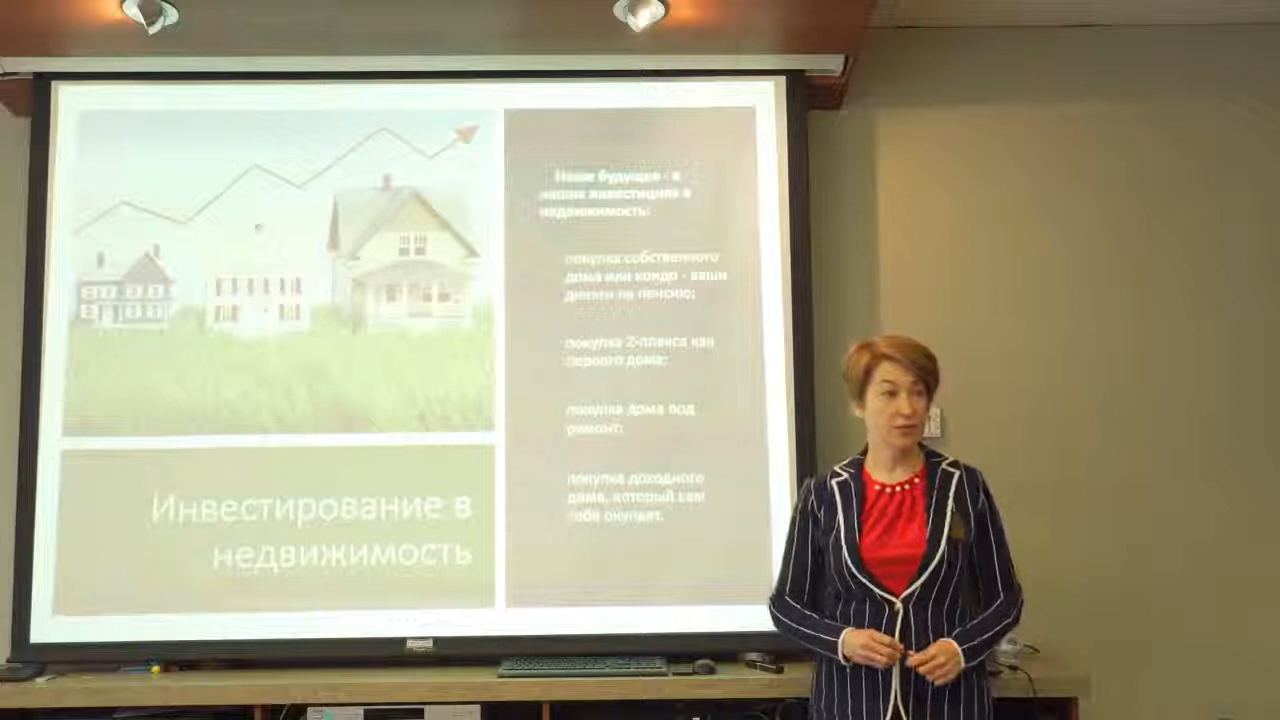 Инвестирование в
недвижимость
Наше будущее - в
наших инвестициях в
недвижимость:
покупка собственного
дома или кондо - ваши
деньги на пенсию;
покупка 2-плекса как
первого дома;
покупка дома под
ремонт;
покупка доходного
дома, который сам
себя окупает.